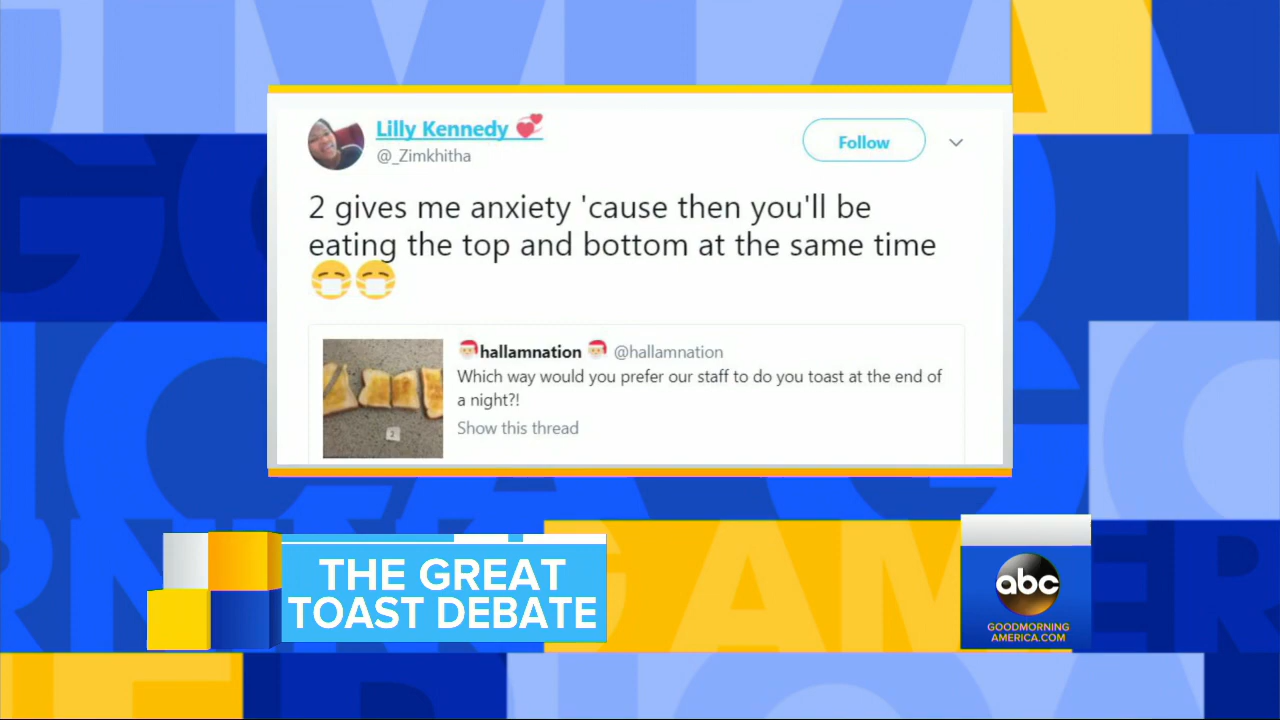 Lilly Kennedy 💞
@_Zimkhitha
Follow
2 gives me anxiety 'cause then you'll be
eating the top and bottom at the same time
😷😷
🎅hallamnation 🎅 @hallamnation
Which way would you prefer our staff to do you toast at the end of
a night?!
Show this thread
2
THE GREAT
TOAST DEBATE
abc
GOODMORNING
AMERICA.COM